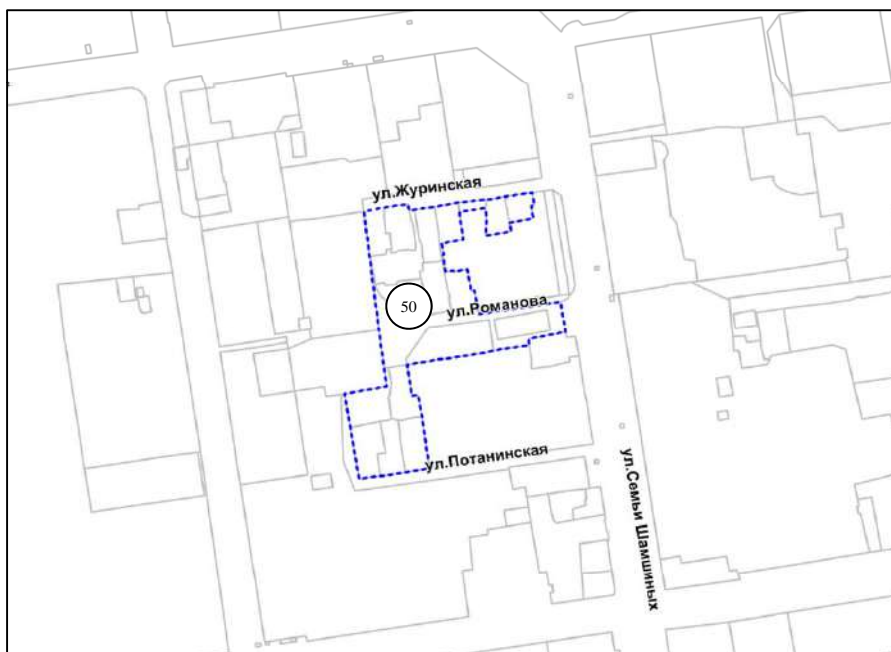 ул.Журинская
50
ул.Романова
ул.Потанинская
ул.Семьи Шамшиных